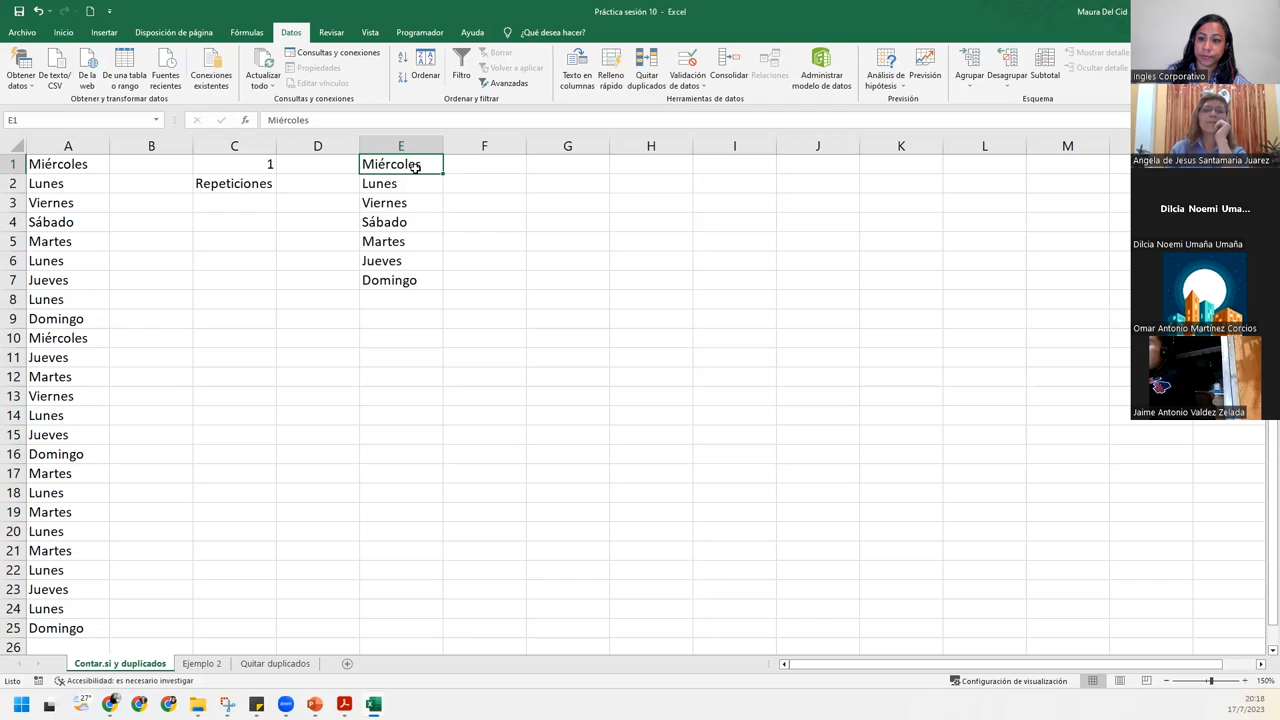 Práctica sesión 10 - Excel
Maura Del Cid
Archivo
Inicio
Insertar
Disposición de página
Fórmulas
Datos
Revisar
Vista
Programador
Ayuda
¿Qué desea hacer?
Obtener datos
De texto/ CSV
De la web
De una tabla o rango
Fuentes recientes
Conexiones existentes
Obtener y transformar datos
Actualizar todo
Consultas y conexiones
Propiedades
Editar vínculos
Consultas y conexiones
Ordenar
Filtro
Borrar
Volver a aplicar
Avanzadas
Ordenar y filtrar
Texto en columnas
Relleno rápido
Quitar duplicados
Validación de datos
Consolidar
Relaciones
Administrar modelo de datos
Herramientas de datos
Análisis de hipótesis
Previsión
Previsión
Agrupar
Desagrupar
Subtotal
Mostrar detalle
Ocultar detalle
Esquema
E1
fx
Miércoles
A B C D E F G H I J K L M
1 Miércoles 1 Miércoles
2 Lunes Repeticiones Lunes
3 Viernes Viernes
4 Sábado Sábado
5 Martes Martes
6 Lunes Jueves
7 Jueves Domingo
8 Lunes
9 Domingo
10 Miércoles
11 Jueves
12 Martes
13 Viernes
14 Lunes
15 Jueves
16 Domingo
17 Martes
18 Lunes
19 Martes
20 Lunes
21 Martes
22 Lunes
23 Jueves
24 Lunes
25 Domingo
26
Contar.si y duplicados
Ejemplo 2
Quitar duplicados
Listo
Accesibilidad: es necesario investigar
Configuración de visualización
150%
27°
zoom
20:18
17/7/2023
Ingles Corporativo
Angela de Jesus Santamaria Juarez
Dilcia Noemi Uma...
Dilcia Noemi Umaña Umaña
Omar Antonio Martínez Corcios
Jaime Antonio Valdez Zelada